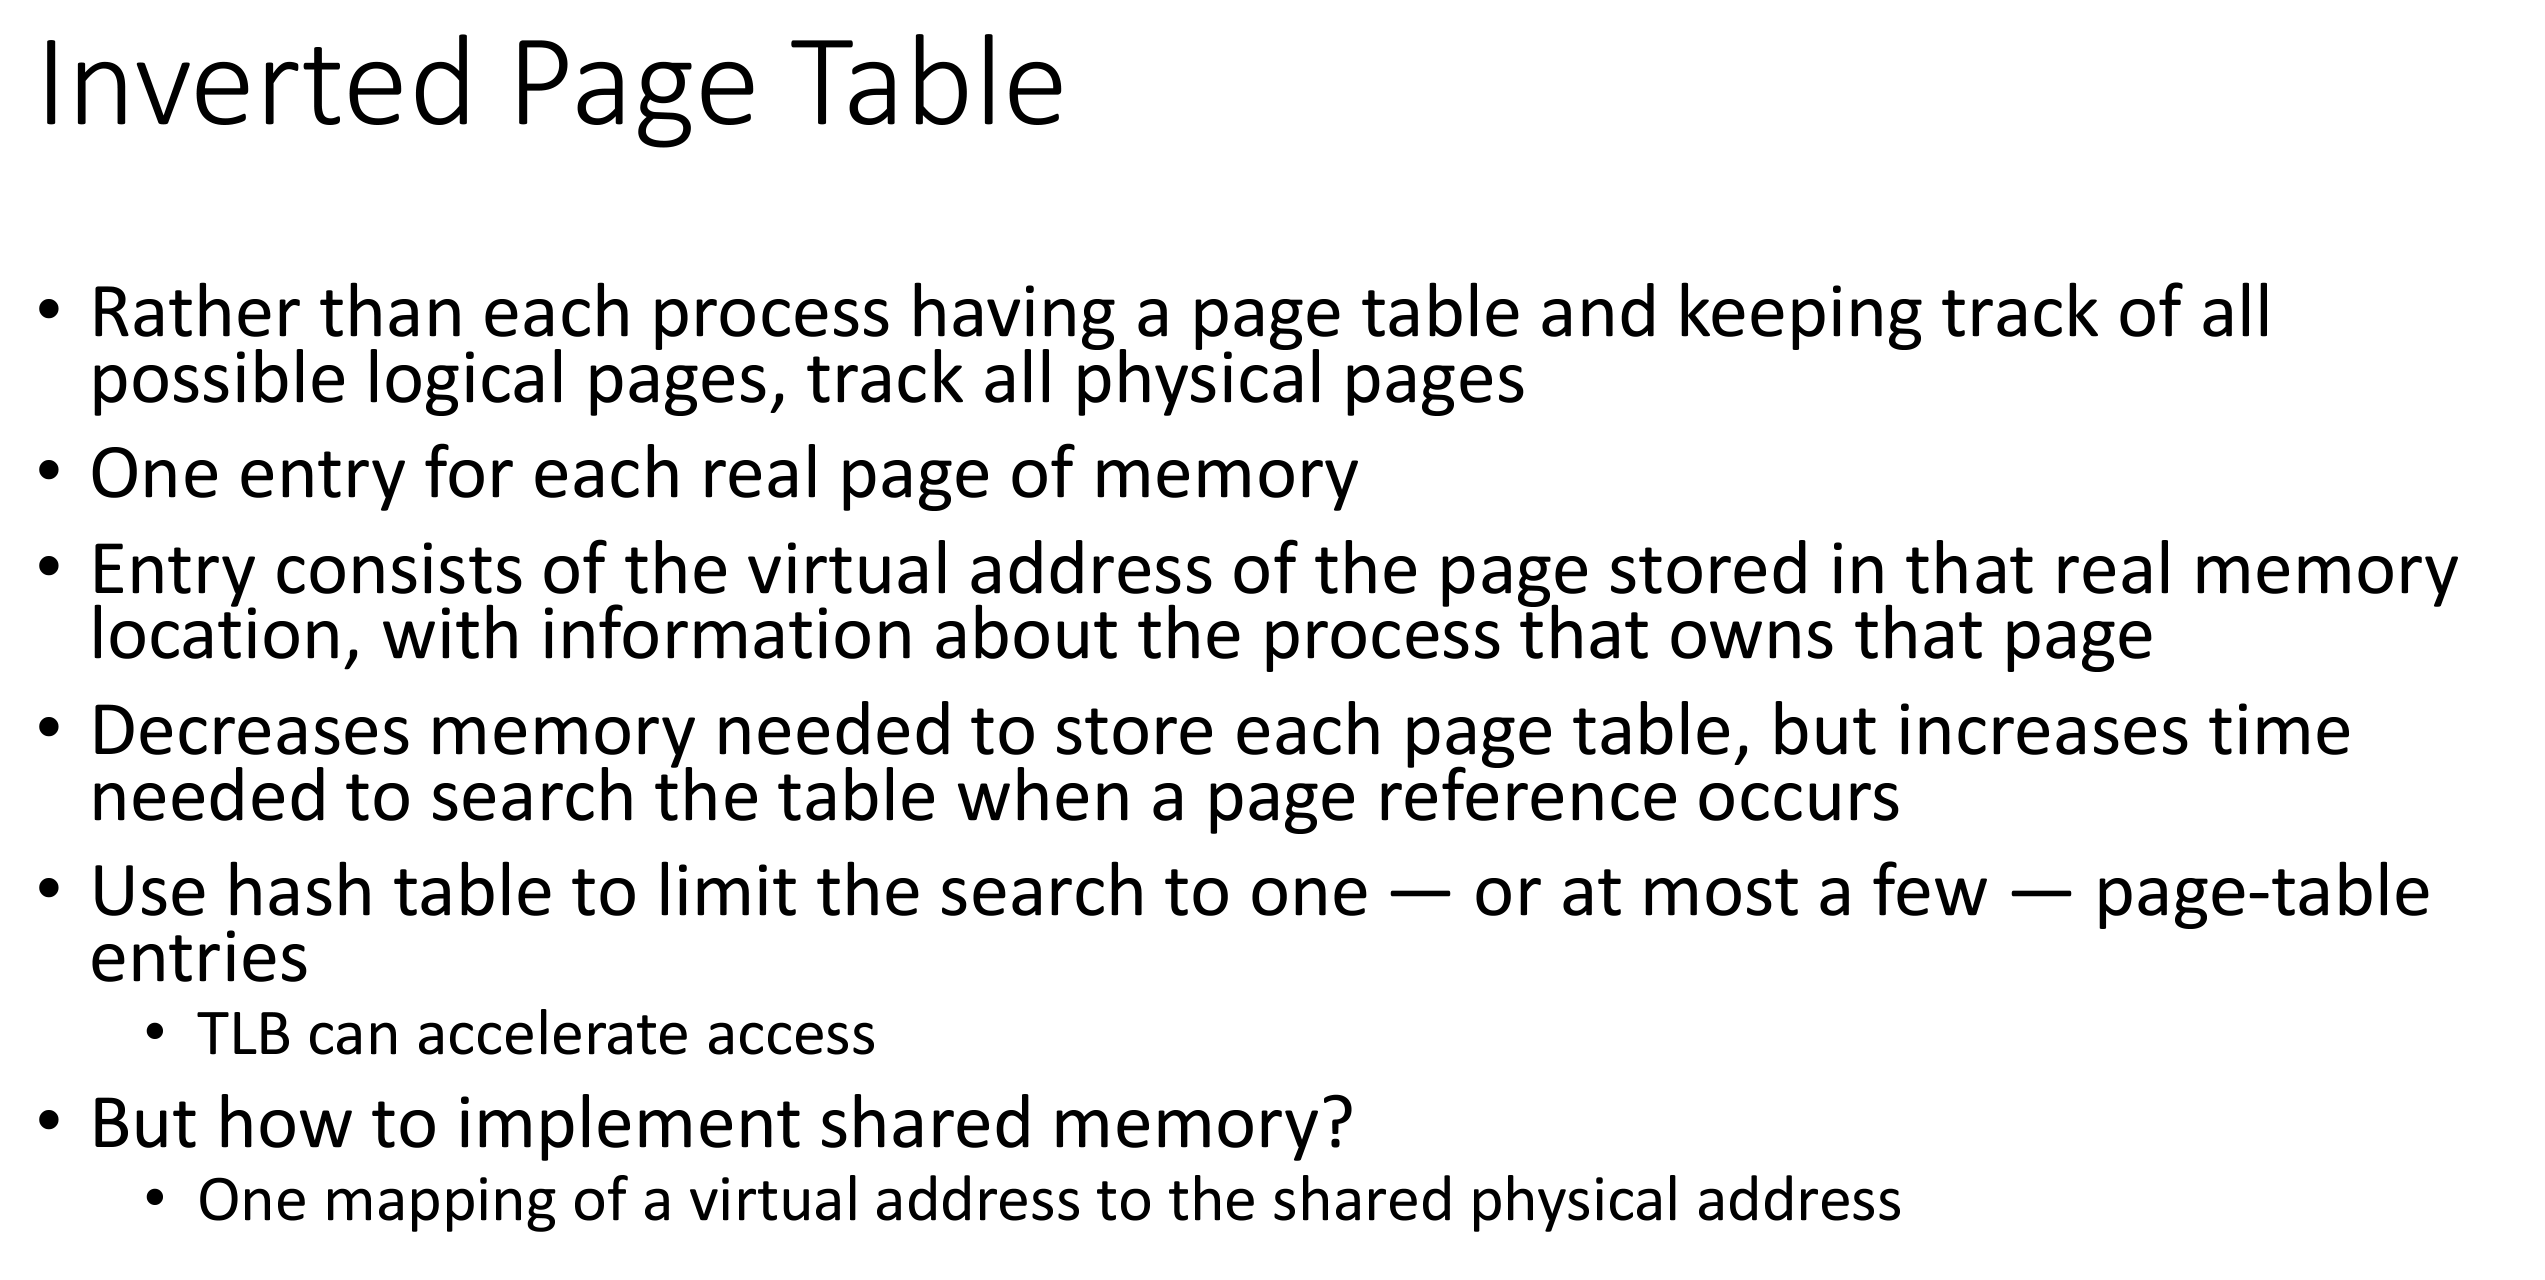 Inverted Page Table
• Rather than each process having a page table and keeping track of all
possible logical pages, track all physical pages
• One entry for each real page of memory
• Entry consists of the virtual address of the page stored in that real memory
location, with information about the process that owns that page
• Decreases memory needed to store each page table, but increases time
needed to search the table when a page reference occurs
• Use hash table to limit the search to one — or at most a few — page-table
entries
• TLB can accelerate access
• But how to implement shared memory?
• One mapping of a virtual address to the shared physical address